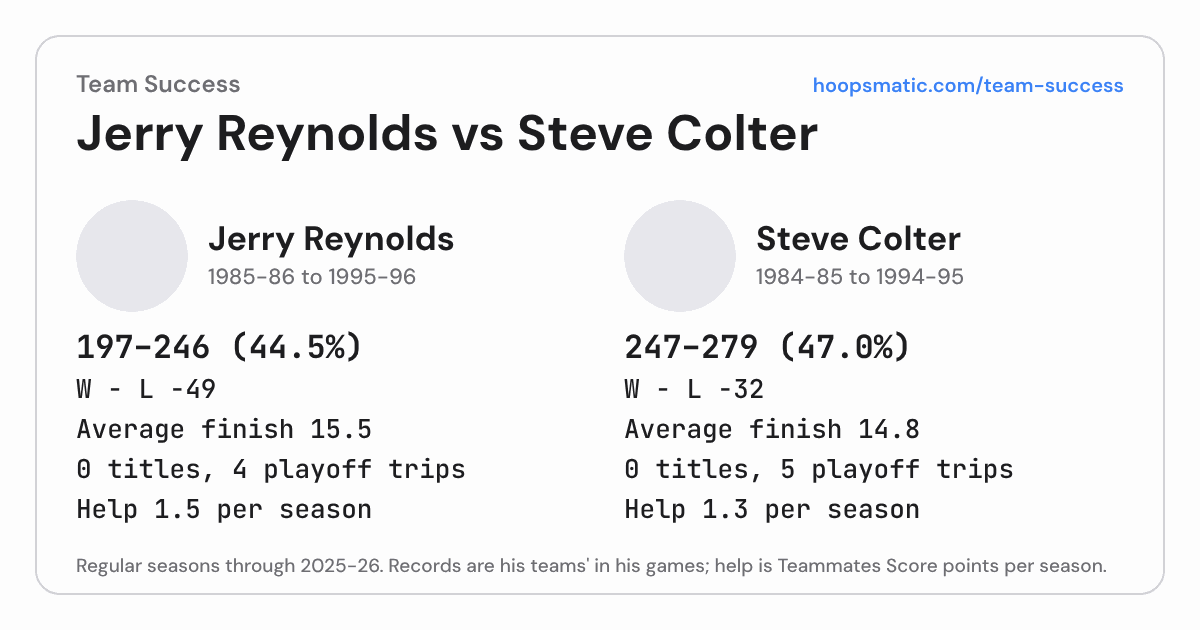 Team Success
hoopsmatic.com/team-success
Jerry Reynolds vs Steve Colter
Jerry Reynolds
1985-86 to 1995-96
197-246 (44.5%)
W - L -49
Average finish 15.5
0 titles, 4 playoff trips
Help 1.5 per season
Steve Colter
1984-85 to 1994-95
247-279 (47.0%)
W - L -32
Average finish 14.8
0 titles, 5 playoff trips
Help 1.3 per season
Regular seasons through 2025-26. Records are his teams' in his games; help is Teammates Score points per season.